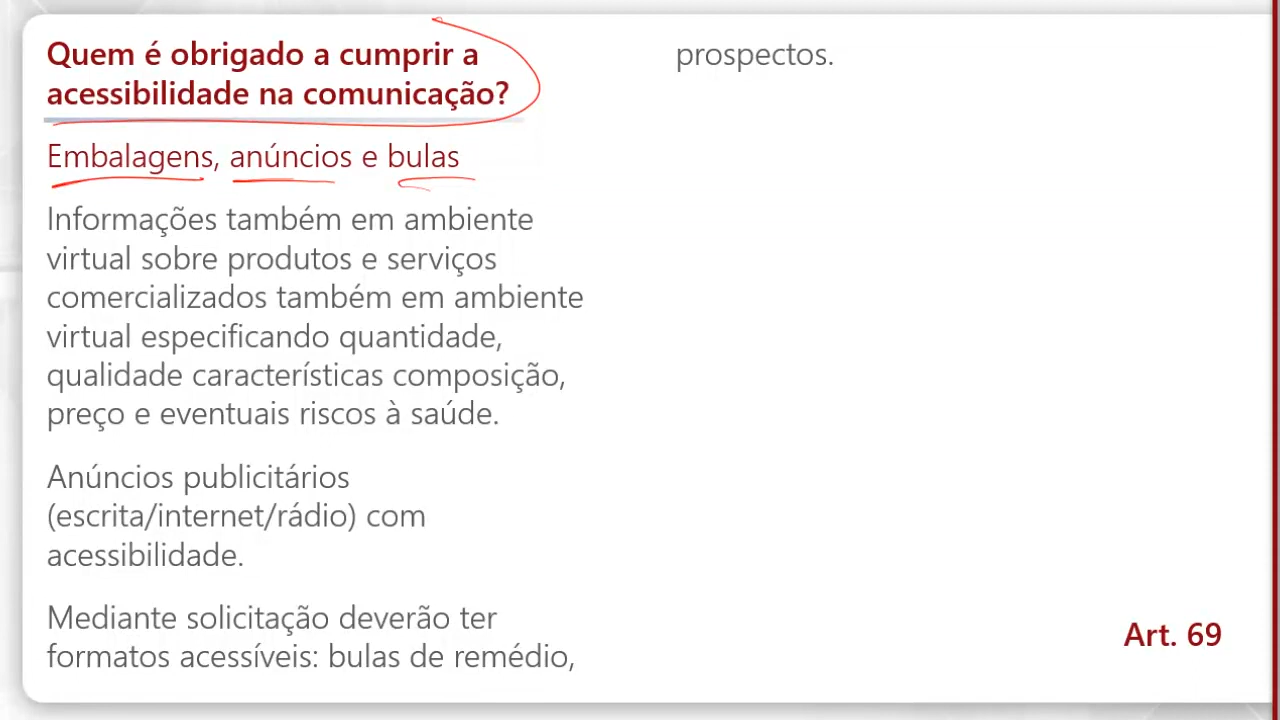 Quem é obrigado a cumprir a
acessibilidade na comunicação?
Embalagens, anúncios e bulas
Informações também em ambiente
virtual sobre produtos e serviços
comercializados também em ambiente
virtual especificando quantidade,
qualidade características composição,
preço e eventuais riscos à saúde.
Anúncios publicitários
(escrita/internet/rádio) com
acessibilidade.
Mediante solicitação deverão ter
formatos acessíveis: bulas de remédio,
prospectos.
Art. 69